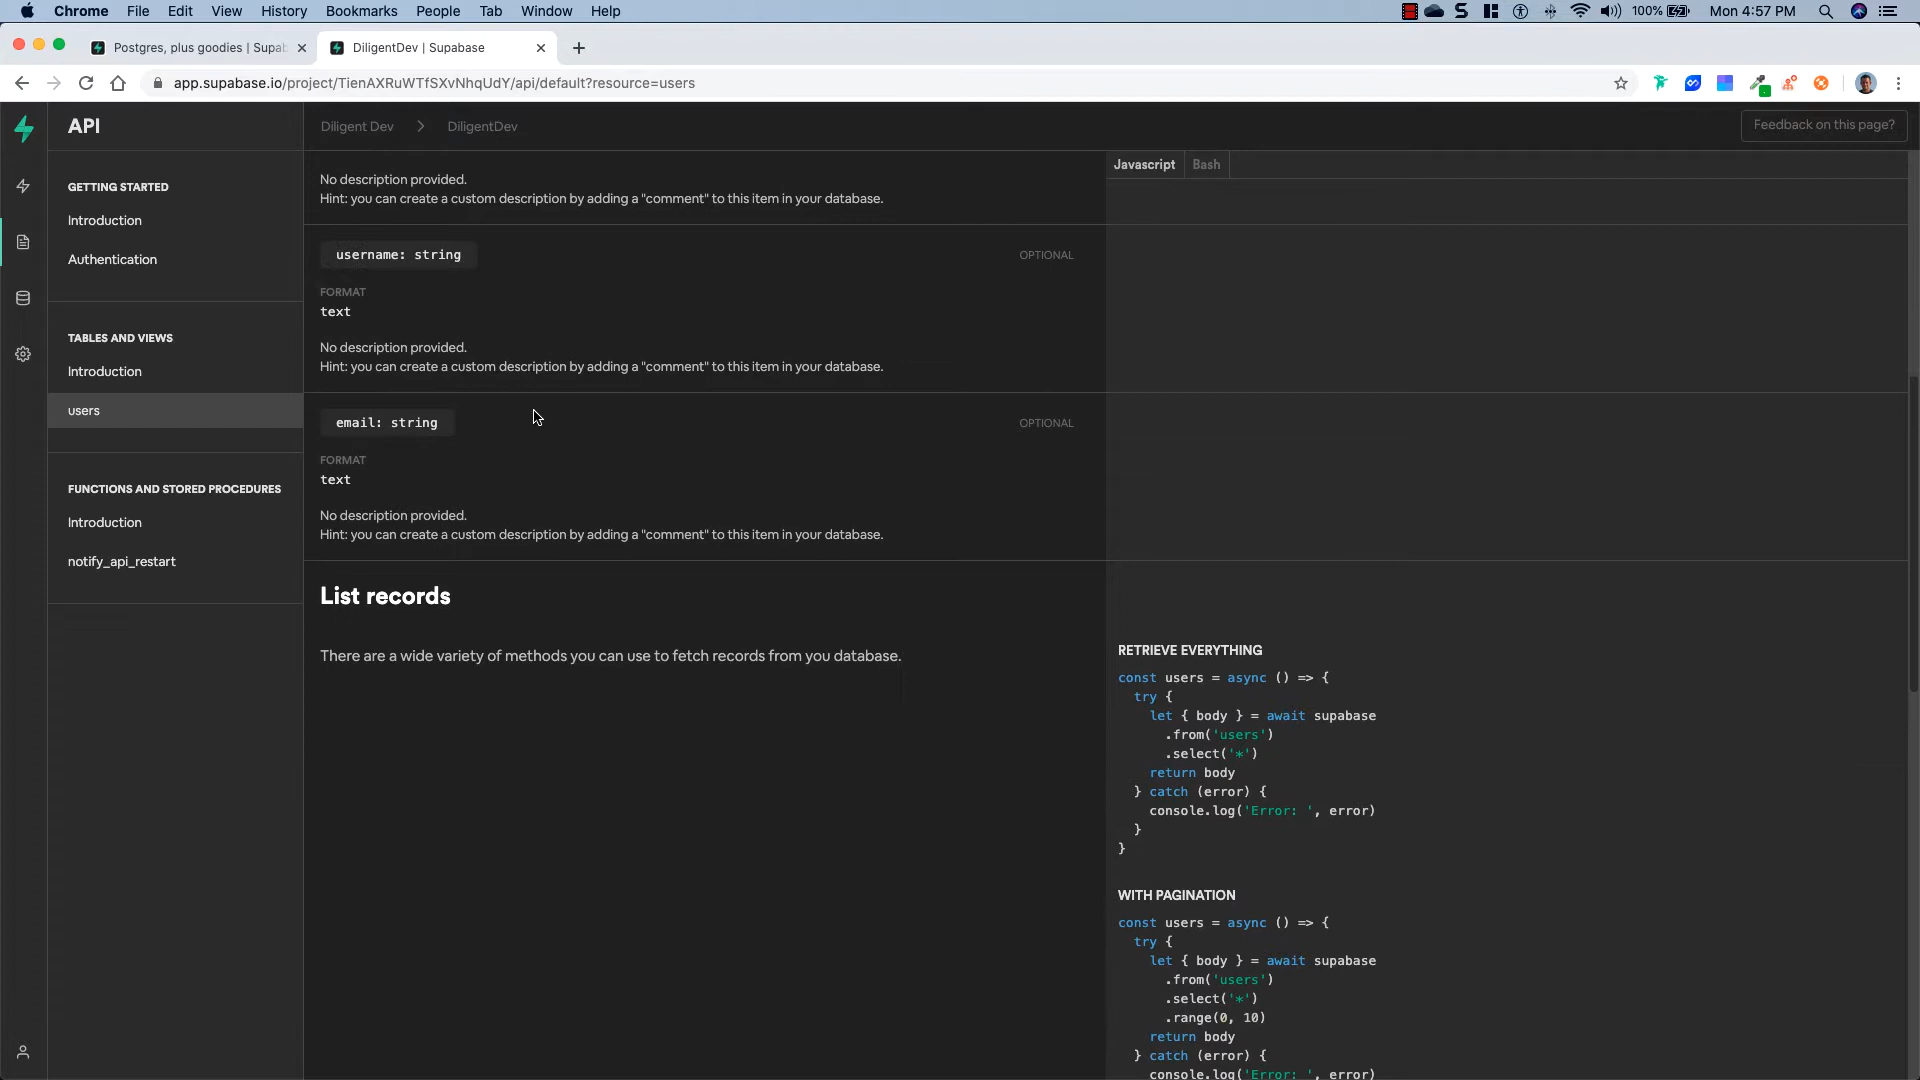 Chrome File Edit View History Bookmarks People Tab Window Help
100% Mon 4:57 PM
Postgres, plus goodies | Supab
DiligentDev | Supabase
app.supabase.io/project/TienAXRuWTfSXvNhqUdY/api/default?resource=users
API
Diligent Dev > DiligentDev
Feedback on this page?
GETTING STARTED
Introduction
Authentication
TABLES AND VIEWS
Introduction
users
FUNCTIONS AND STORED PROCEDURES
Introduction
notify_api_restart
Javascript Bash
No description provided.
Hint: you can create a custom description by adding a "comment" to this item in your database.
username: string
OPTIONAL
FORMAT
text
No description provided.
Hint: you can create a custom description by adding a "comment" to this item in your database.
email: string
OPTIONAL
FORMAT
text
No description provided.
Hint: you can create a custom description by adding a "comment" to this item in your database.
List records
There are a wide variety of methods you can use to fetch records from you database.
RETRIEVE EVERYTHING
const users = async () => {
try {
let { body } = await supabase
.from('users')
.select('*')
return body
} catch (error) {
console.log('Error: ', error)
}
}
WITH PAGINATION
const users = async () => {
try {
let { body } = await supabase
.from('users')
.select('*')
.range(0, 10)
return body
} catch (error) {
console.log('Error: ', error)